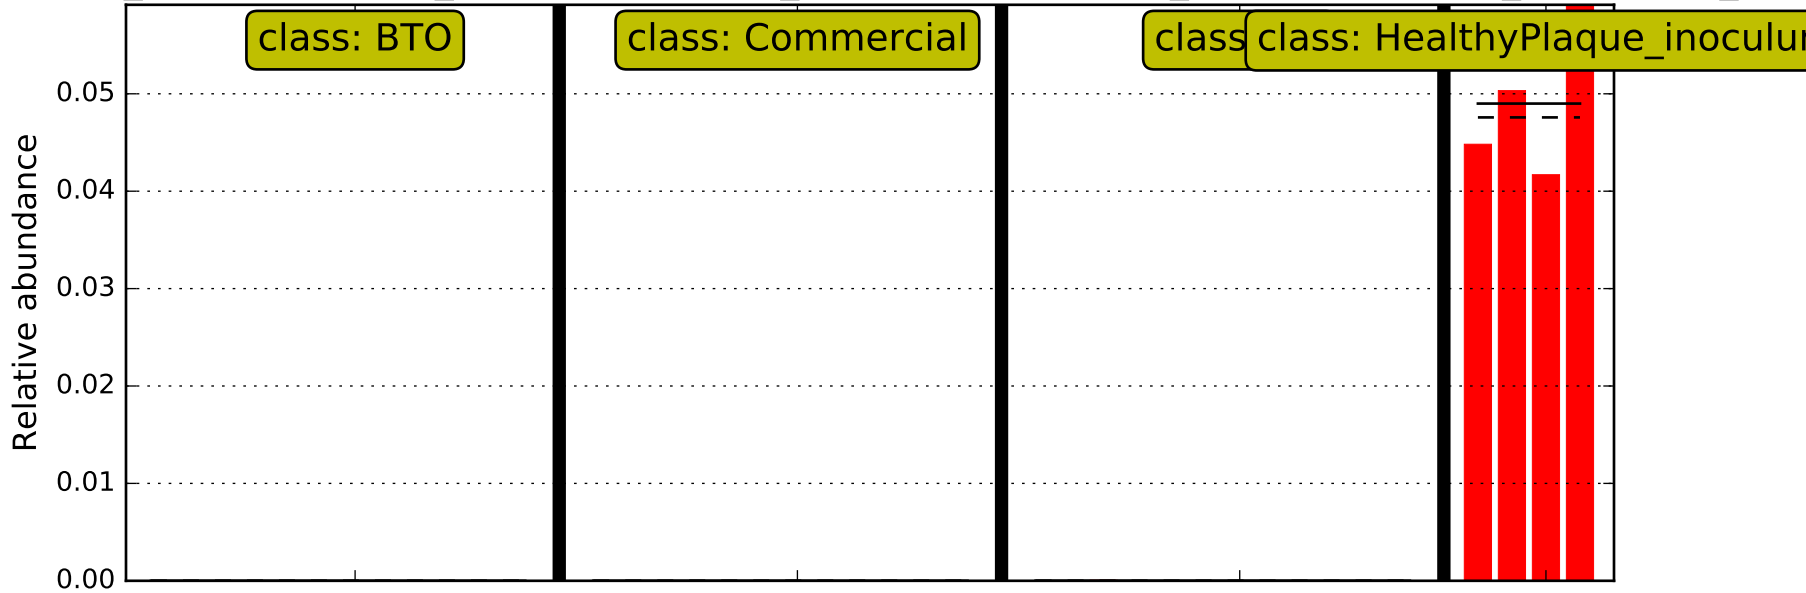 class: BTO
class: Commercial
class
class: HealthyPlaque_inoculu
0.05
0.04
0.03
0.02
0.01
0.00
Relative abundance